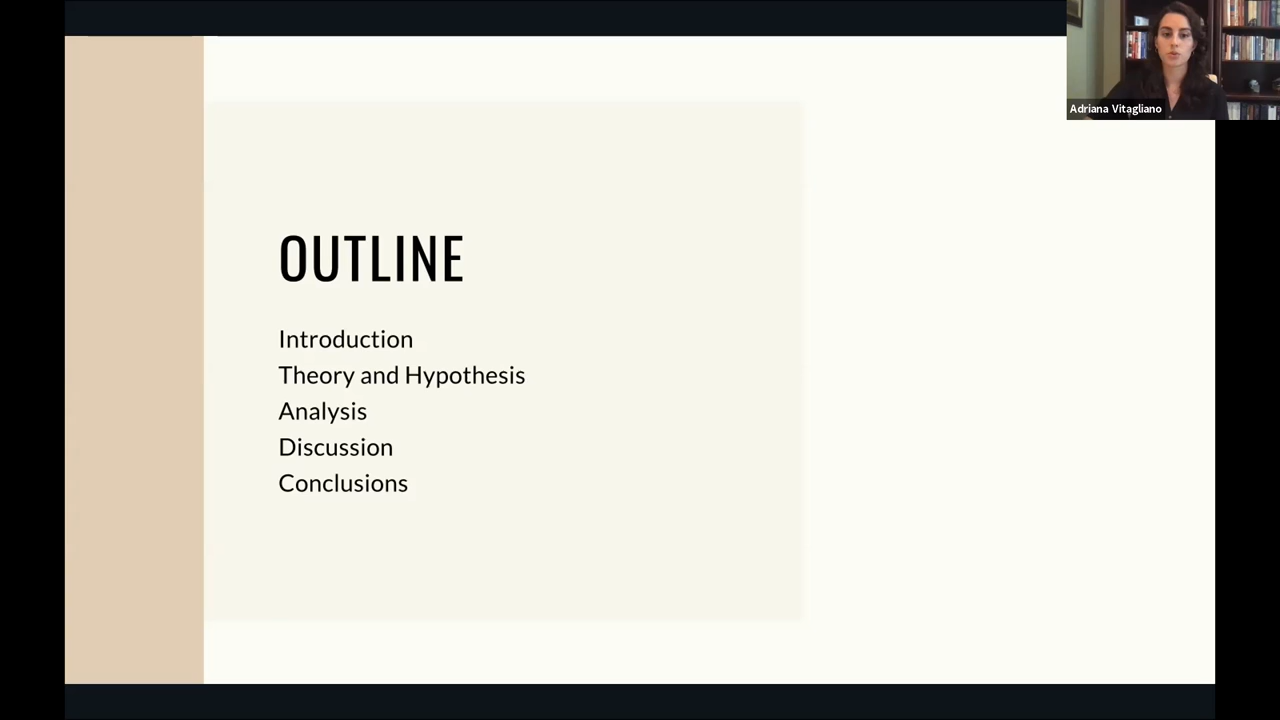 Adriana Vitagliano
OUTLINE
Introduction
Theory and Hypothesis
Analysis
Discussion
Conclusions